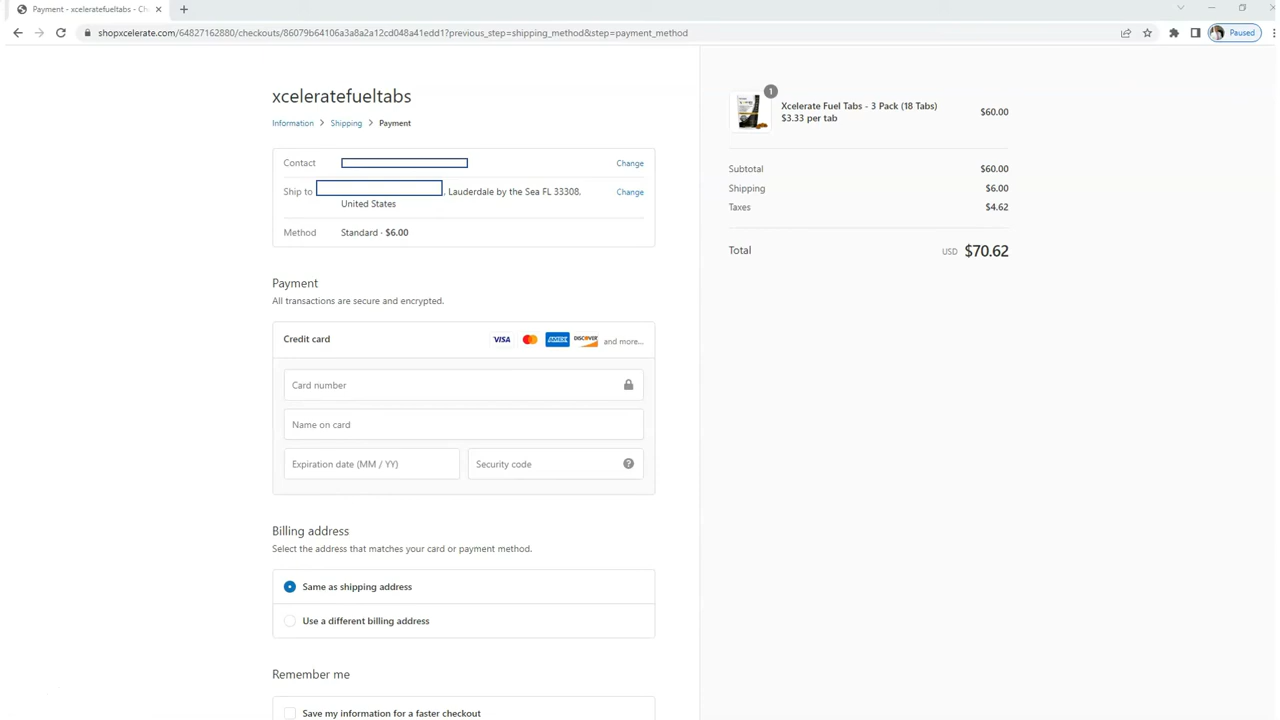 Payment - xceleratefueltabs - Ch
shopxcelerate.com/64827162880/checkouts/86079b64106a3a8a2a12cd048a41edd1?previous_step=shipping_method&step=payment_method
Paused
xceleratefueltabs
Information > Shipping > Payment
Contact
Change
Ship to , Lauderdale by the Sea FL 33308,
Change
United States
Method Standard · $6.00
Payment
All transactions are secure and encrypted.
Credit card VISA AMEX DISCOVER and more...
Card number
Name on card
Expiration date (MM / YY) Security code ?
Billing address
Select the address that matches your card or payment method.
Same as shipping address
Use a different billing address
Remember me
Save my information for a faster checkout
1
Xcelerate Fuel Tabs - 3 Pack (18 Tabs)
$3.33 per tab
$60.00
Subtotal $60.00
Shipping $6.00
Taxes $4.62
Total USD $70.62